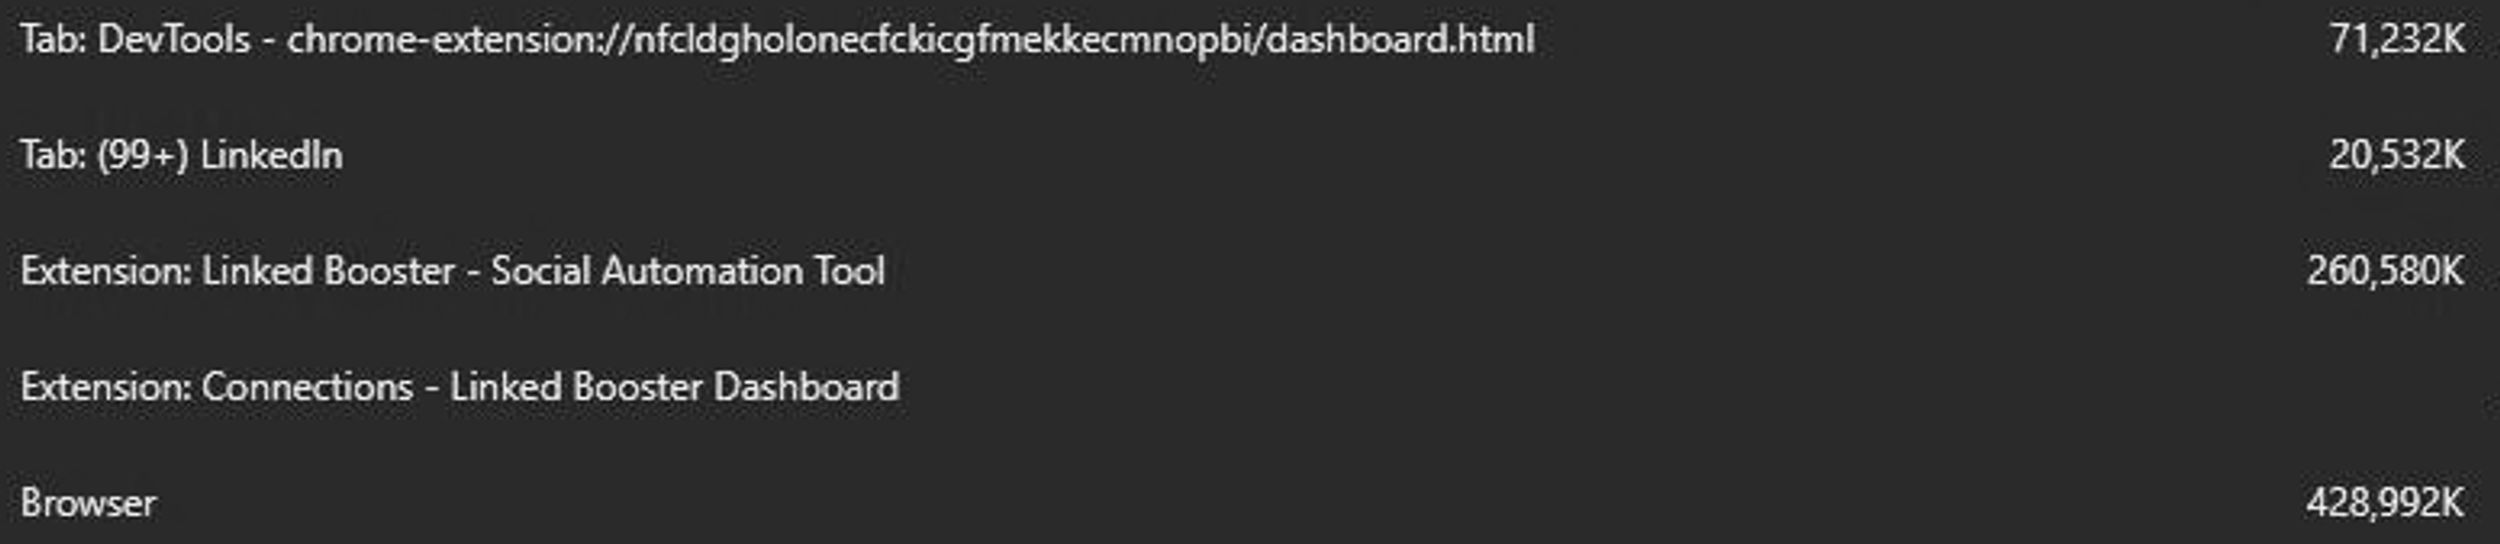 Tab: DevTools - chrome-extension://nfcldgholonecfckicgfmekkecmnopbi/dashboard.html 71,232K
Tab: (99+) LinkedIn 20,532K
Extension: Linked Booster - Social Automation Tool 260,580K
Extension: Connections - Linked Booster Dashboard
Browser 428,992K